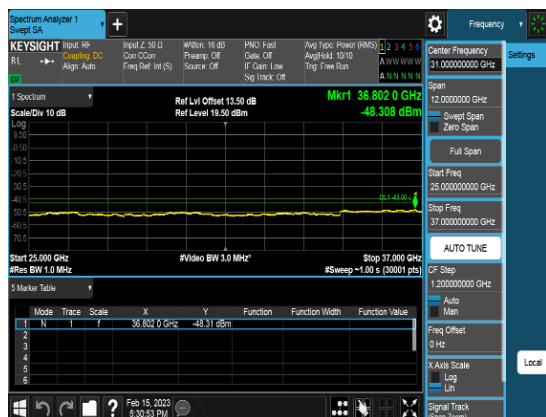 Spectrum Analyzer 1
Swept SA
+
Frequency
KEYSIGHT
RL
Input: RF
Coupling: DC
Align: Auto
Input Z: 50 Ω
Corr CCorr
Freq Ref: Int (S)
#Atten: 16 dB
Preamp: Off
Source: Off
PNO: Fast
Gate: Off
IF Gain: Low
Sig Track: Off
Avg Type: Power (RMS)
Avg|Hold: 10/10
Trig: Free Run
1 2 3 4 5 6
A W W W W W
A N N N N N
1 Spectrum
Scale/Div 10 dB
Log
Ref Lvl Offset 13.50 dB
Ref Level 19.50 dBm
Mkr1 36.802 0 GHz
-48.308 dBm
9.50
-0.50
-10.5
-20.5
-30.5
-40.5
-50.5
-60.5
-70.5
DL1 -43.00
1
Start 25.000 GHz
#Res BW 1.0 MHz
#Video BW 3.0 MHz*
Stop 37.000 GHz
#Sweep ~1.00 s (30001 pts)
5 Marker Table
Mode Trace Scale X Y Function Function Width Function Value
1 N 1 f 36.802 0 GHz -48.31 dBm
2
3
4
5
6
Feb 15, 2023
5:30:53 PM
Center Frequency
31.000000000 GHz
Settings
Span
12.0000000 GHz
Swept Span
Zero Span
Full Span
Start Freq
25.000000000 GHz
Stop Freq
37.000000000 GHz
AUTO TUNE
CF Step
1.200000000 GHz
Auto
Man
Freq Offset
0 Hz
X Axis Scale
Log
Lin
Local
Signal Track
(Span Zoom)